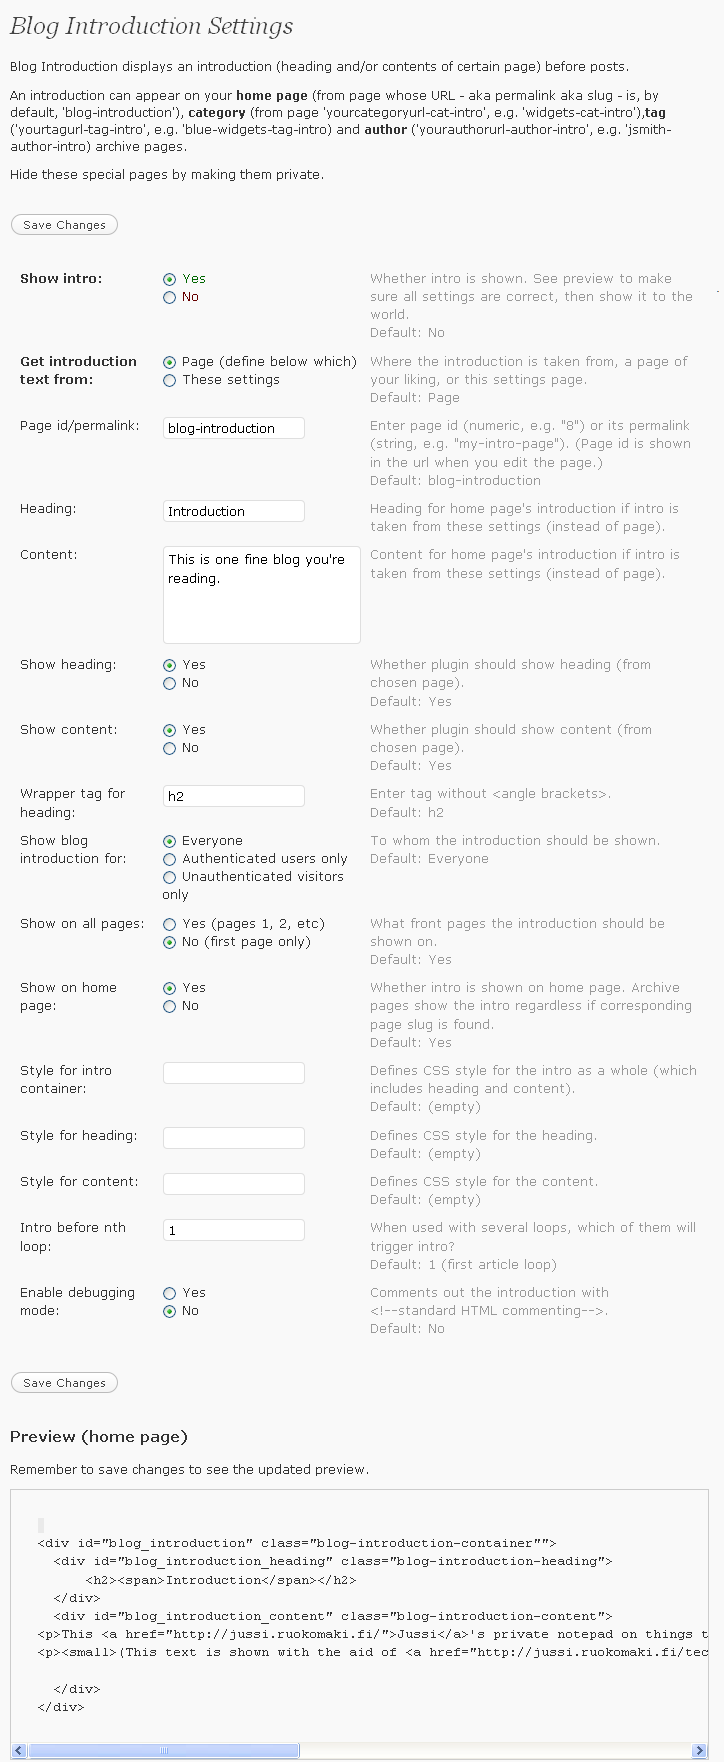 Blog Introduction Settings
Blog Introduction displays an introduction (heading and/or contents of certain page) before posts.
An introduction can appear on your home page (from page whose URL - aka permalink aka slug - is, by
default, 'blog-introduction'), category (from page 'yourcategoryurl-cat-intro', e.g. 'widgets-cat-intro'),tag
('yourtagurl-tag-intro', e.g. 'blue-widgets-tag-intro) and author ('yourauthorurl-author-intro', e.g. 'jsmith-
author-intro) archive pages.
Hide these special pages by making them private.
Save Changes
Show intro:
Yes
No
Whether intro is shown. See preview to make
sure all settings are correct, then show it to the
world.
Default: No
Get introduction
text from:
Page (define below which)
These settings
Where the introduction is taken from, a page of
your liking, or this settings page.
Default: Page
Page id/permalink:
blog-introduction
Enter page id (numeric, e.g. "8") or its permalink
(string, e.g. "my-intro-page"). (Page id is shown
in the url when you edit the page.)
Default: blog-introduction
Heading:
Introduction
Heading for home page's introduction if intro is
taken from these settings (instead of page).
Content:
This is one fine blog you're
reading.
Content for home page's introduction if intro is
taken from these settings (instead of page).
Show heading:
Yes
No
Whether plugin should show heading (from
chosen page).
Default: Yes
Show content:
Yes
No
Whether plugin should show content (from
chosen page).
Default: Yes
Wrapper tag for
heading:
h2
Enter tag without <angle brackets>.
Default: h2
Show blog
introduction for:
Everyone
Authenticated users only
Unauthenticated visitors
only
To whom the introduction should be shown.
Default: Everyone
Show on all pages:
Yes (pages 1, 2, etc)
No (first page only)
What front pages the introduction should be
shown on.
Default: Yes
Show on home
page:
Yes
No
Whether intro is shown on home page. Archive
pages show the intro regardless if corresponding
page slug is found.
Default: Yes
Style for intro
container:
Defines CSS style for the intro as a whole (which
includes heading and content).
Default: (empty)
Style for heading:
Defines CSS style for the heading.
Default: (empty)
Style for content:
Defines CSS style for the content.
Default: (empty)
Intro before nth
loop:
1
When used with several loops, which of them will
trigger intro?
Default: 1 (first article loop)
Enable debugging
mode:
Yes
No
Comments out the introduction with
<!--standard HTML commenting-->.
Default: No
Save Changes
Preview (home page)
Remember to save changes to see the updated preview.
<div id="blog_introduction" class="blog-introduction-container"">
<div id="blog_introduction_heading" class="blog-introduction-heading">
<h2><span>Introduction</span></h2>
</div>
<div id="blog_introduction_content" class="blog-introduction-content">
<p>This <a href="http://jussi.ruokomaki.fi/">Jussi</a>'s private notepad on things t
<p><small>(This text is shown with the aid of <a href="http://jussi.ruokomaki.fi/tec
</div>
</div>